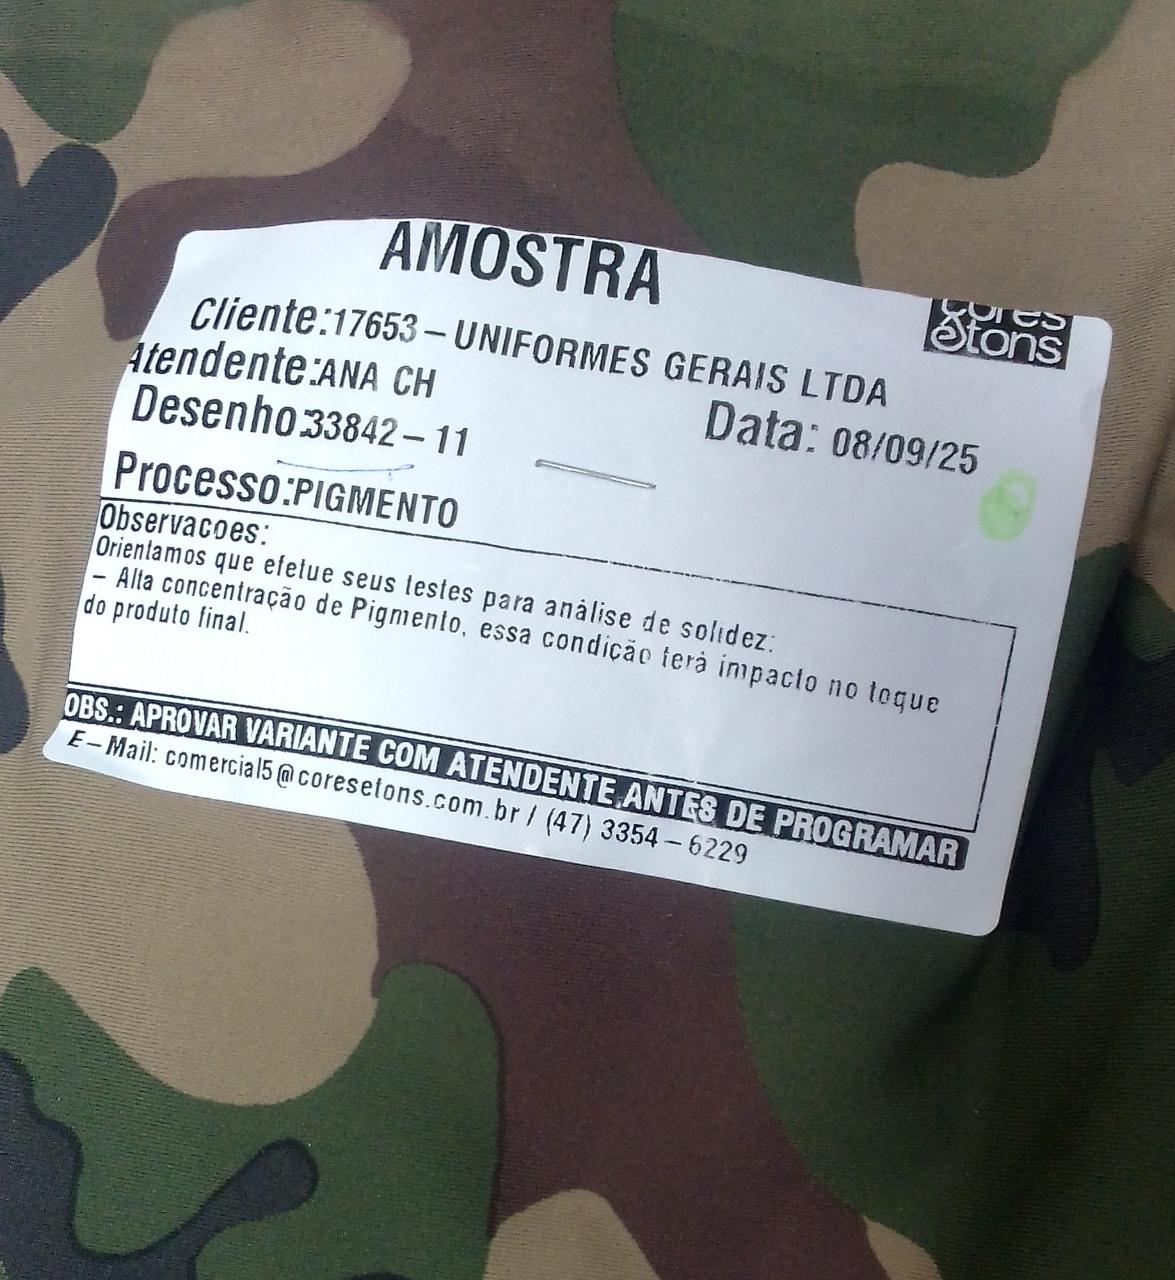 AMOSTRA
cores
&tons
Cliente:17653 – UNIFORMES GERAIS LTDA
Atendente:ANA CH
Data: 08/09/25
Desenho:33842 – 11
Processo:PIGMENTO
Observacoes:
Orientamos que efetue seus testes para análise de solidez:
– Alta concentração de Pigmento, essa condição terá impacto no toque
do produto final.
OBS.: APROVAR VARIANTE COM ATENDENTE ANTES DE PROGRAMAR
E–Mail: comercial5@coresetons.com.br / (47) 3354 – 6229